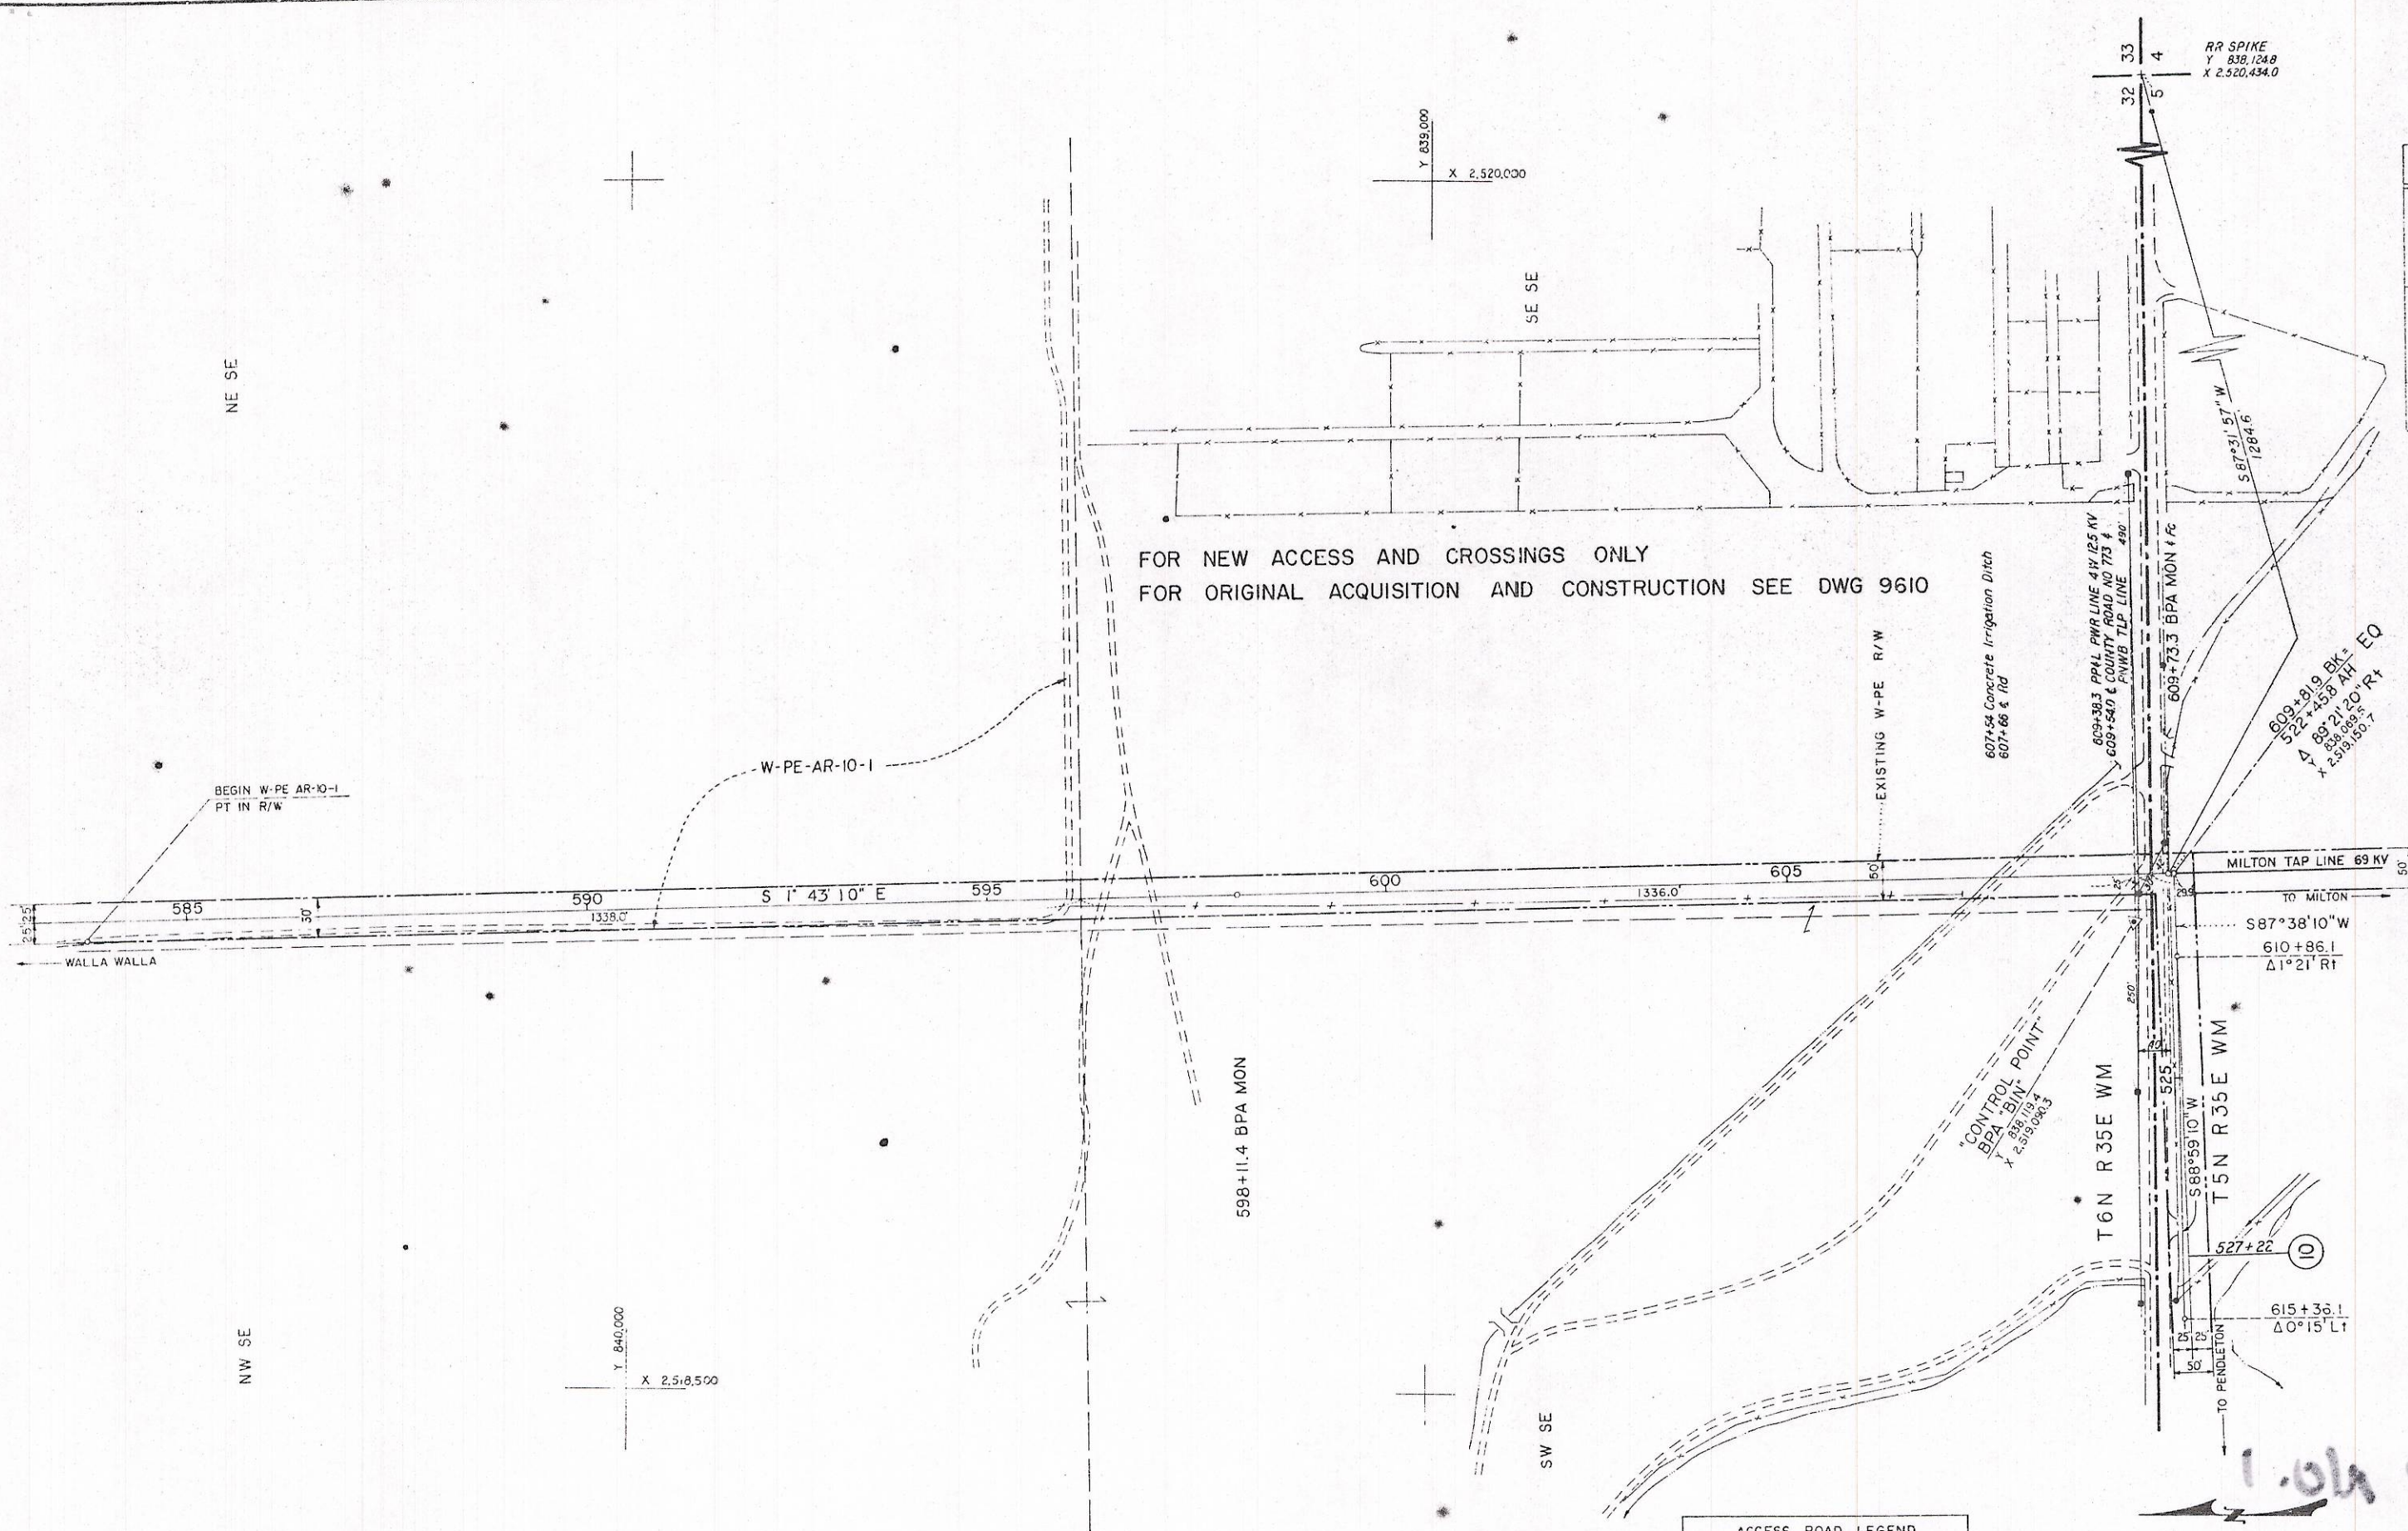 33
4
32
5
RR SPIKE
Y 838,124.8
X 2,520,434.0
Y 839,000
X 2,520,000
SE SE
NE SE
S 87°31'57" W
1284.6
FOR NEW ACCESS AND CROSSINGS ONLY
FOR ORIGINAL ACQUISITION AND CONSTRUCTION SEE DWG 9610
EXISTING W-PE R/W
607+54 Concrete Irrigation Ditch
607+66 ℄ Rd
609+38.3 PP&L PWR LINE 4W 12.5 KV
609+54.0 ℄ COUNTY ROAD NO 773 &
PNWB TLP LINE 490'
609+73.3 BPA MON & Fc
609+81.9 BK =
522+45.8 AH EQ
Δ 89°21'20" Rt
Y 838,069.5
X 2,519,150.7
W-PE-AR-10-1
BEGIN W-PE AR-10-1
PT IN R/W
585
590
S 1° 43' 10" E
595
600
605
25' 25'
30'
1338.0'
1336.0'
50'
MILTON TAP LINE 69 KV
50'
TO MILTON
WALLA WALLA
S87°38'10"W
610+86.1
Δ1°21' Rt
250'
40'
525
598+11.4 BPA MON
"CONTROL POINT"
BPA "BIN"
Y 838,119.4
X 2,519,090.3
T6N R35E WM
S88°59'10"W
T5N R35E WM
527+22
10
615+36.1
Δ0°15' Lt
25' 25'
50'
TO PENDLETON
NW SE
Y 840,000
X 2,518,500
SW SE
No. 1
N
ACCESS ROAD LEGEND